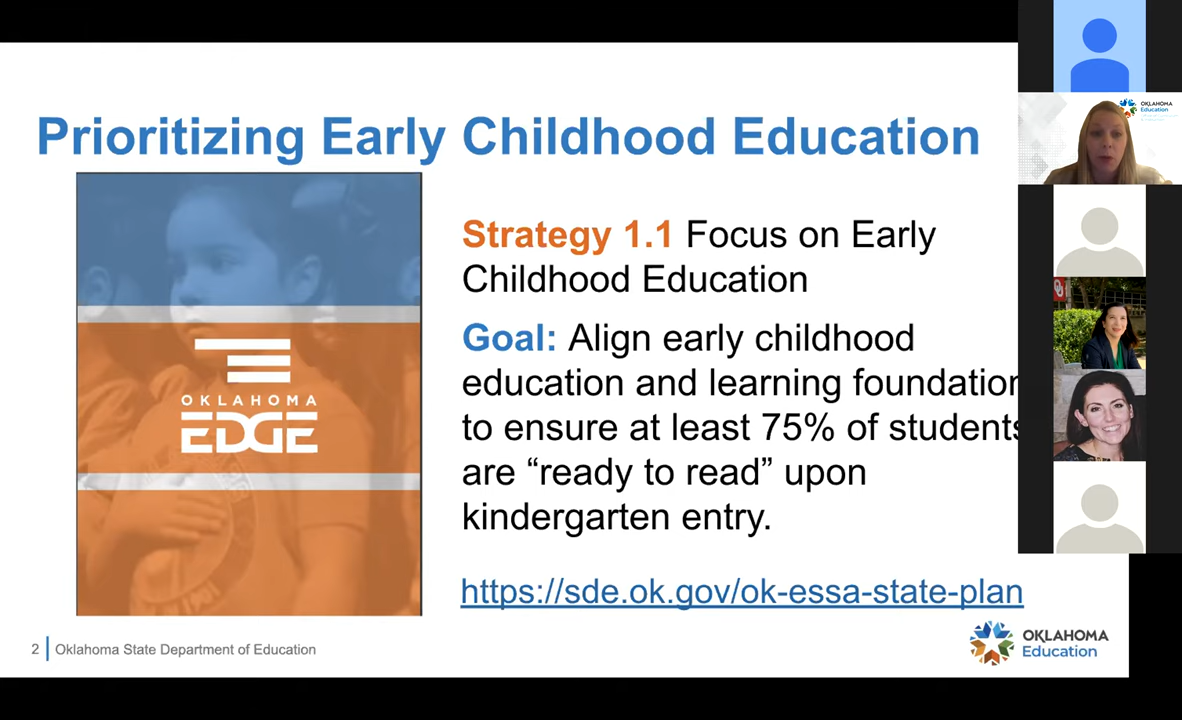 Prioritizing Early Childhood Education
OKLAHOMA
EDGE
Strategy 1.1 Focus on Early
Childhood Education
Goal: Align early childhood
education and learning foundation
to ensure at least 75% of students
are “ready to read” upon
kindergarten entry.
https://sde.ok.gov/ok-essa-state-plan
2 | Oklahoma State Department of Education
OKLAHOMA
Education
OKLAHOMA
Education